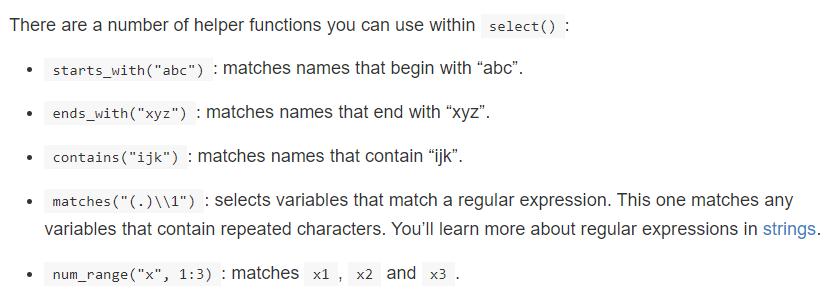 There are a number of helper functions you can use within select() :
• starts_with("abc") : matches names that begin with “abc”.
• ends_with("xyz") : matches names that end with “xyz”.
• contains("ijk") : matches names that contain “ijk”.
• matches("(.)\\1") : selects variables that match a regular expression. This one matches any
variables that contain repeated characters. You’ll learn more about regular expressions in strings.
• num_range("x", 1:3) : matches x1 , x2 and x3 .